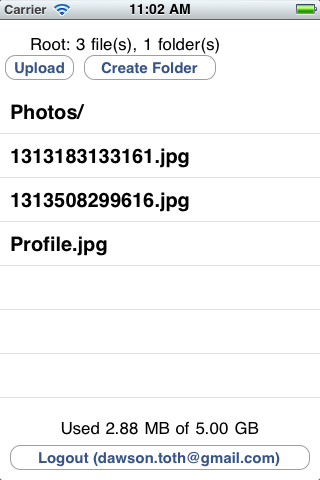 Carrier 11:02 AM
Root: 3 file(s), 1 folder(s)
Upload Create Folder
Photos/
1313183133161.jpg
1313508299616.jpg
Profile.jpg
Used 2.88 MB of 5.00 GB
Logout (dawson.toth@gmail.com)